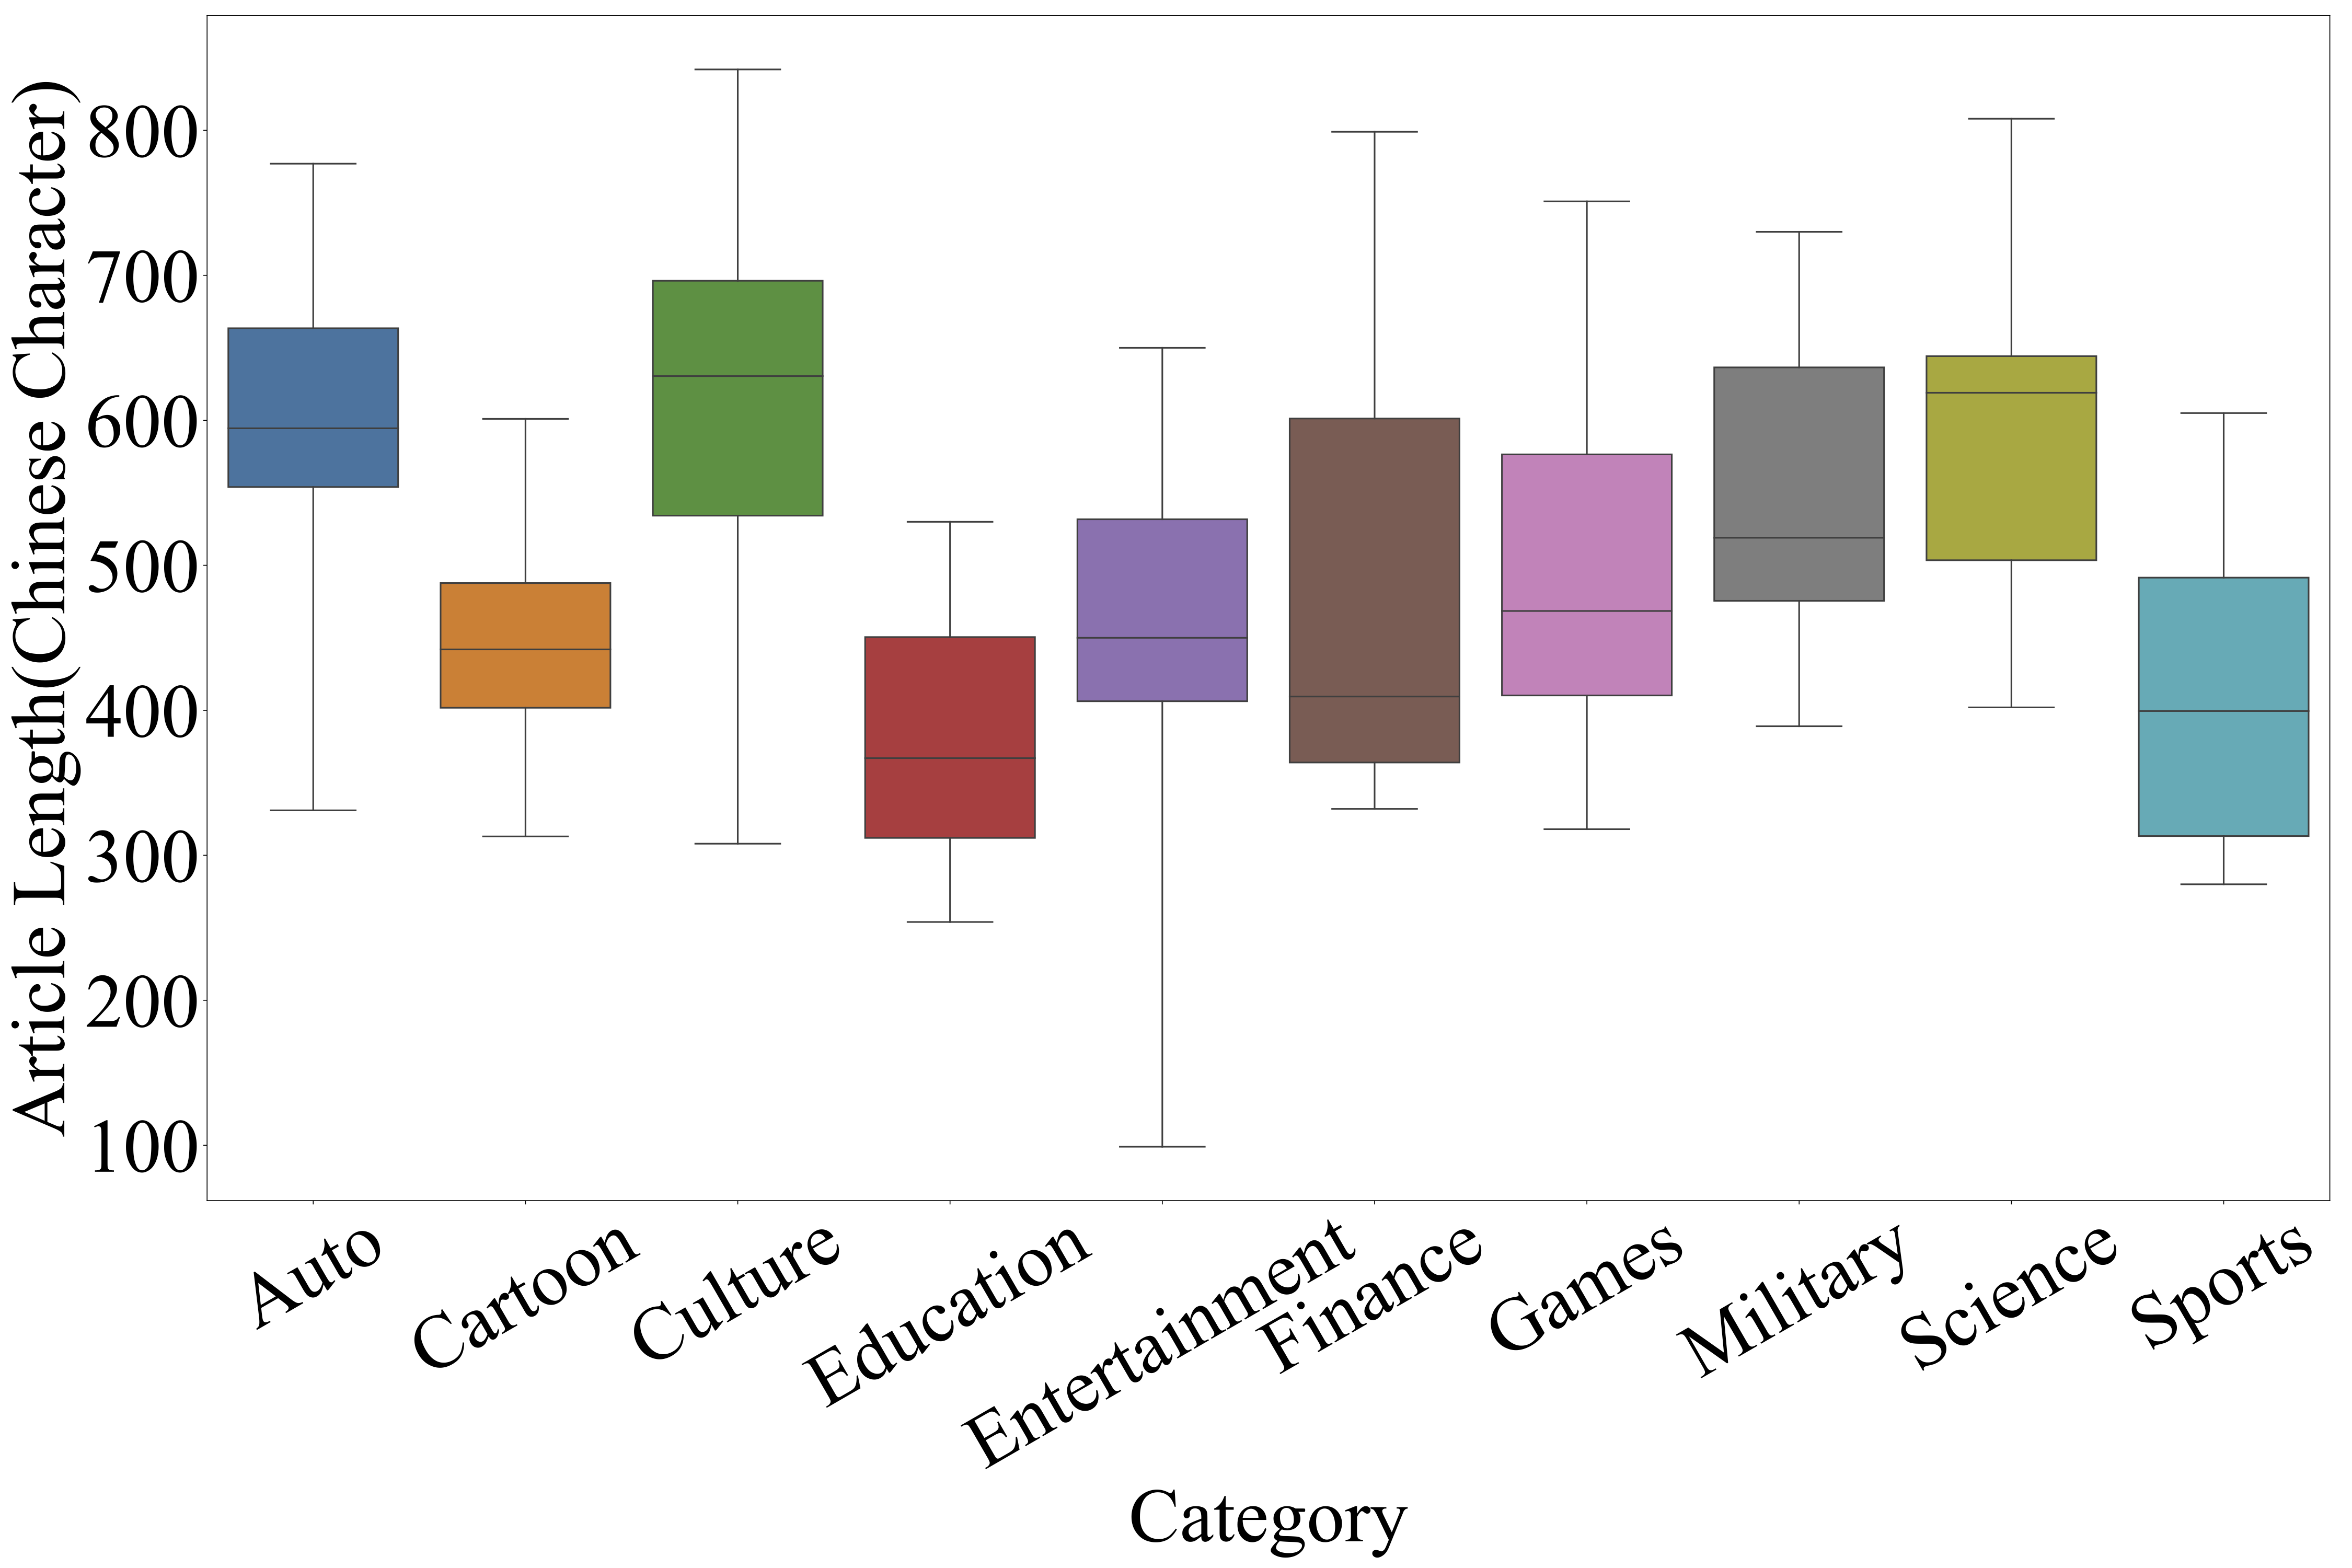 Article Length(Chinese Character)
800
700
600
500
400
300
200
100
Auto
Cartoon
Culture
Education
Entertainment
Finance
Games
Military
Science
Sports
Category